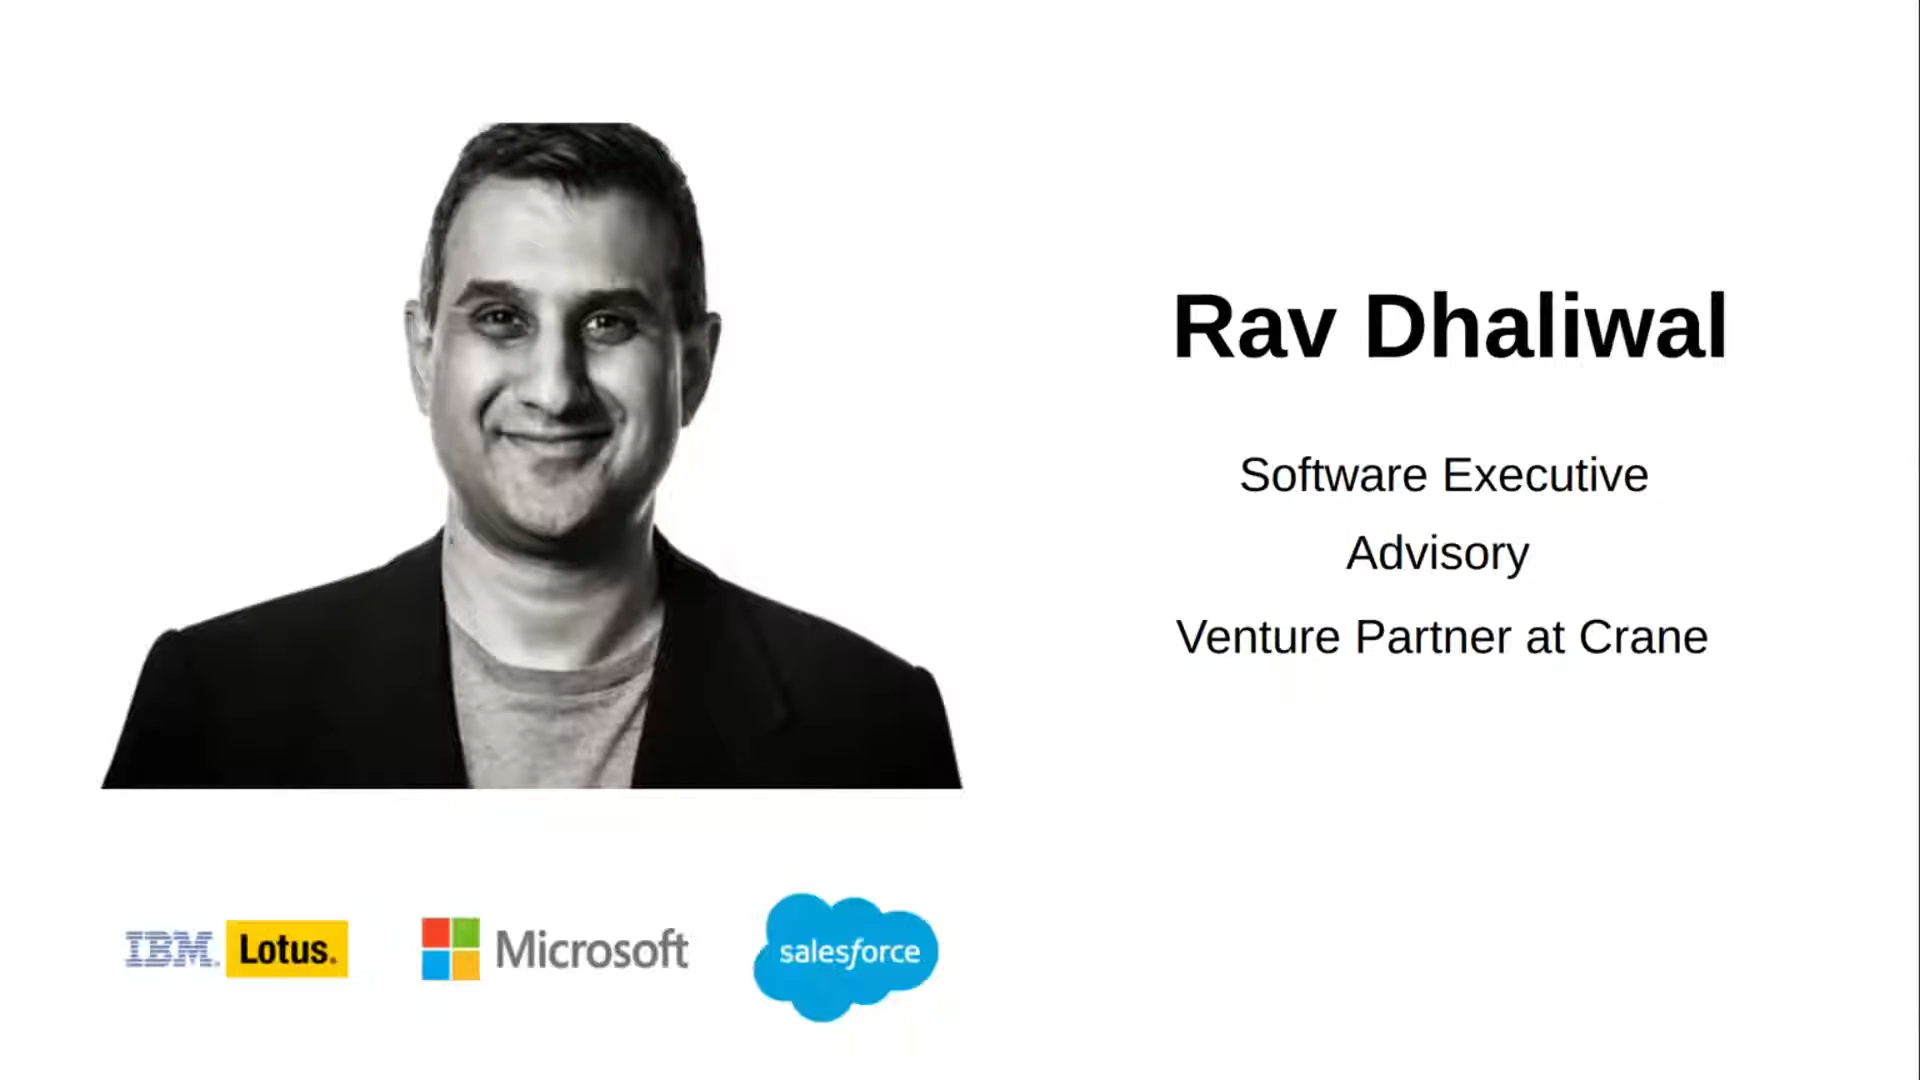 Rav Dhaliwal
Software Executive
Advisory
Venture Partner at Crane
IBM. Lotus.
Microsoft
salesforce